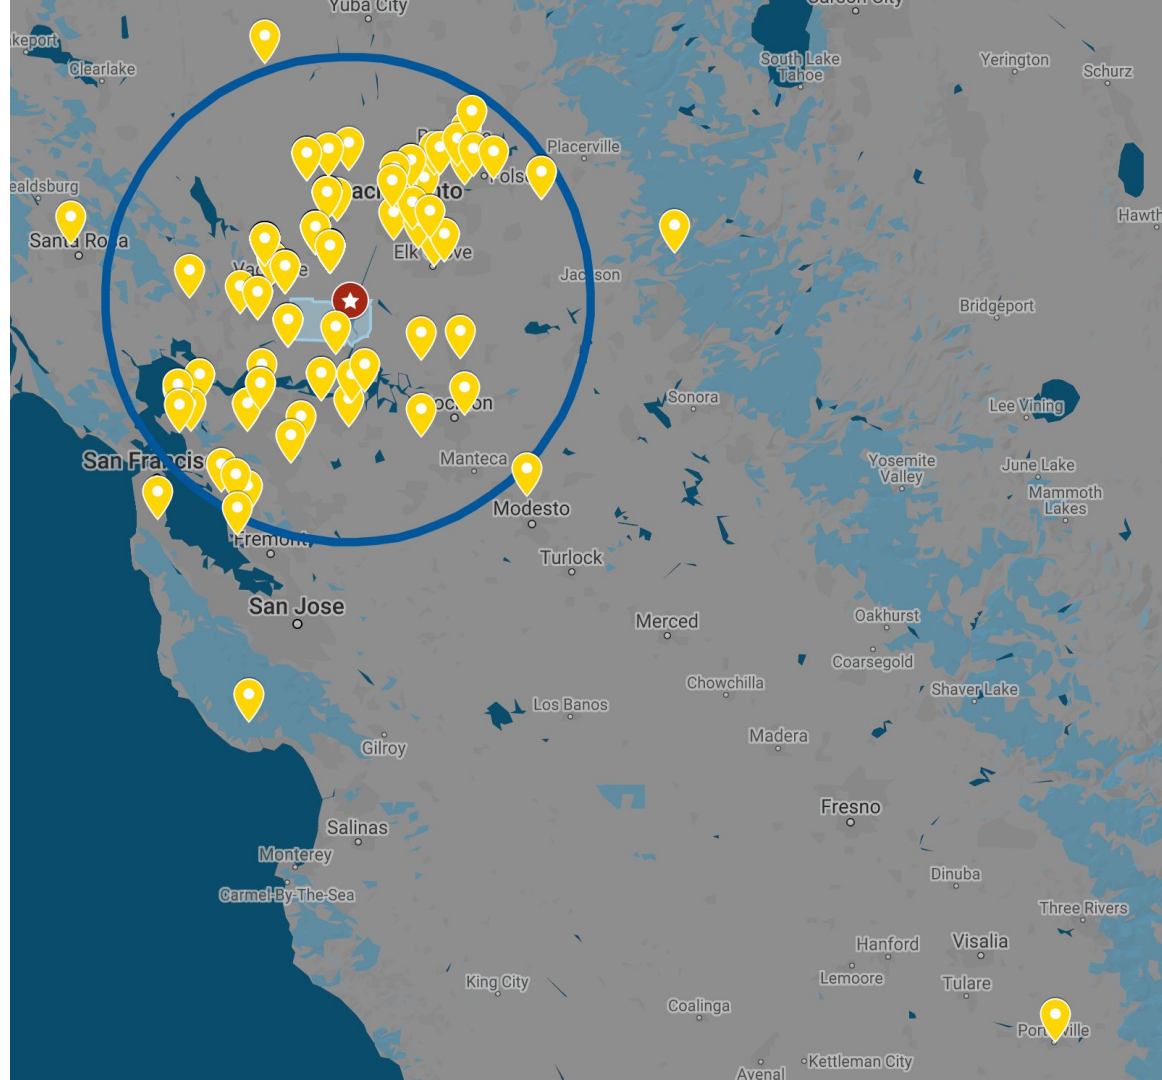 Yuba City
Clearlake
South Lake
Tahoe
Yerington
Schurz
Placerville
Santa Rosa
Elk Grove
Jackson
Bridgeport
Sonora
Lee Vining
San Francis
Manteca
Yosemite
Valley
June Lake
Mammoth
Lakes
Modesto
Fremont
Turlock
San Jose
Merced
Oakhurst
Coarsegold
Chowchilla
Shaver Lake
Los Banos
Madera
Gilroy
Fresno
Salinas
Monterey
Carmel-By-The-Sea
Dinuba
Three Rivers
Hanford
Visalia
Lemoore
King City
Tulare
Coalinga
Kettleman City
Avenal